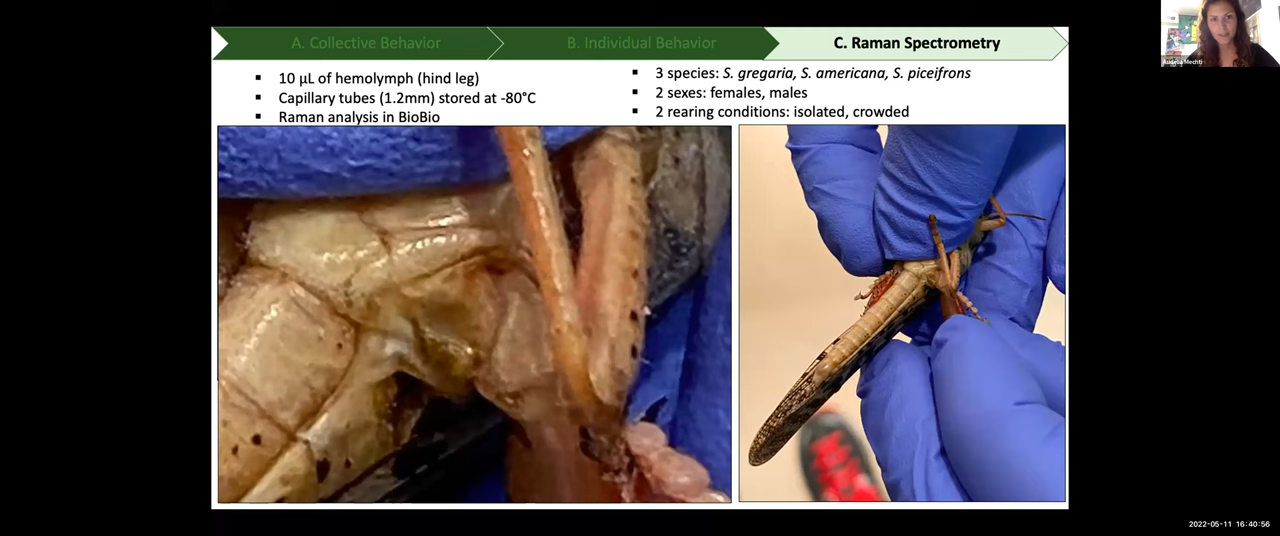 A. Collective Behavior
B. Individual Behavior
C. Raman Spectrometry
10 µL of hemolymph (hind leg)
Capillary tubes (1.2mm) stored at -80°C
Raman analysis in BioBio
3 species: S. gregaria, S. americana, S. piceifrons
2 sexes: females, males
2 rearing conditions: isolated, crowded
Audelia Mechti
2022-05-11 16:40:56